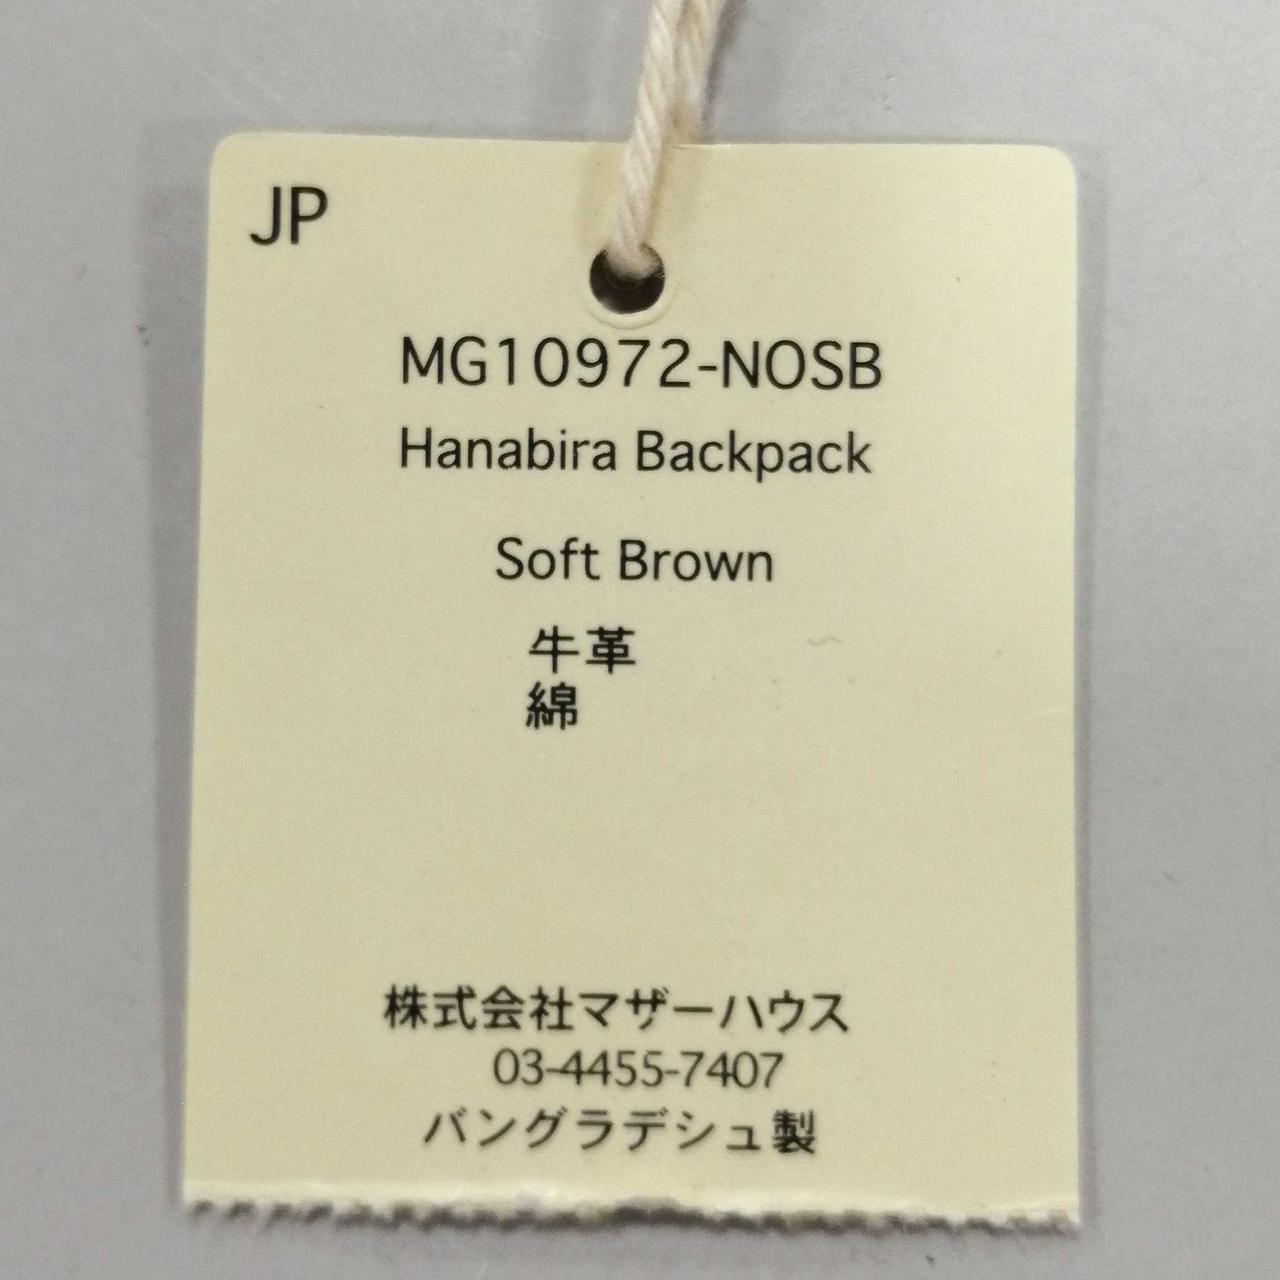 JP
MG10972-NOSB
Hanabira Backpack
Soft Brown
牛革
綿
株式会社マザーハウス
03-4455-7407
バングラデシュ製